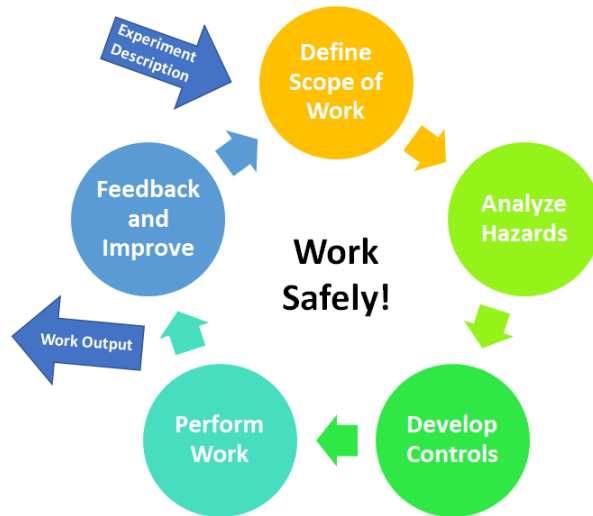 Experiment
Description
Define
Scope of
Work
Analyze
Hazards
Develop
Controls
Perform
Work
Work Output
Feedback
and
Improve
Work
Safely!